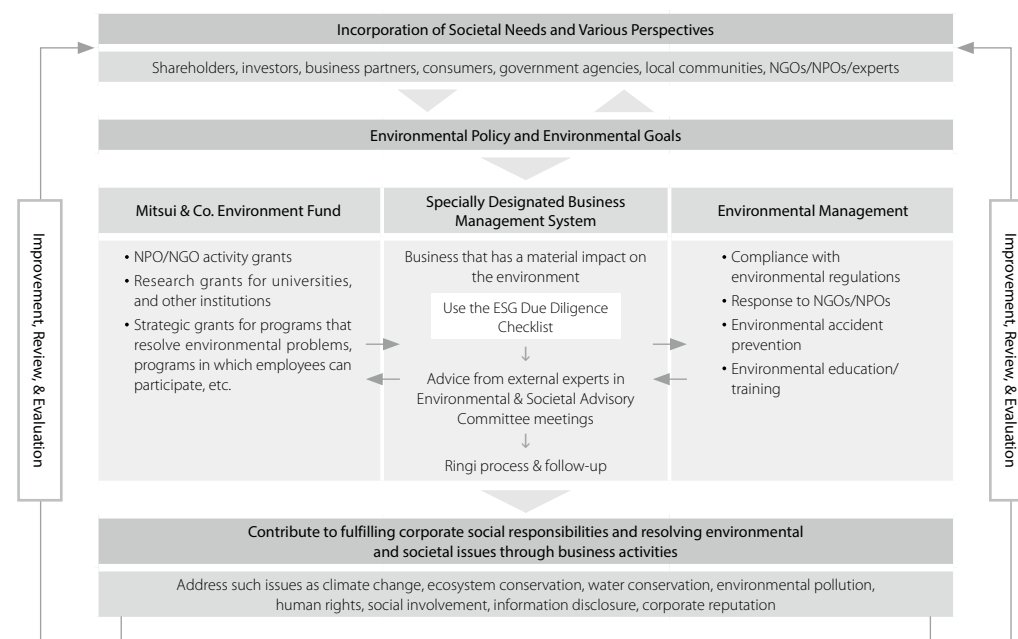 Incorporation of Societal Needs and Various Perspectives
Shareholders, investors, business partners, consumers, government agencies, local communities, NGOs/NPOs/experts
Environmental Policy and Environmental Goals
Mitsui & Co. Environment Fund
• NPO/NGO activity grants
• Research grants for universities,
and other institutions
• Strategic grants for programs that
resolve environmental problems,
programs in which employees can
participate, etc.
Specially Designated Business
Management System
Business that has a material impact on
the environment
Use the ESG Due Diligence
Checklist
↓
Advice from external experts in
Environmental & Societal Advisory
Committee meetings
↓
Ringi process & follow-up
Environmental Management
• Compliance with
environmental regulations
• Response to NGOs/NPOs
• Environmental accident
prevention
• Environmental education/
training
Improvement, Review, & Evaluation
Improvement, Review, & Evaluation
Contribute to fulfilling corporate social responsibilities and resolving environmental
and societal issues through business activities
Address such issues as climate change, ecosystem conservation, water conservation, environmental pollution,
human rights, social involvement, information disclosure, corporate reputation